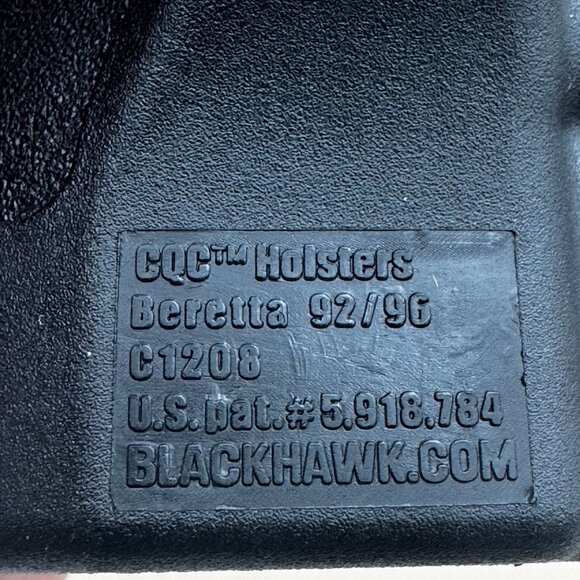 CQC™ Holsters
Beretta 92/96
C1208
U.S. pat.#5,918,784
BLACKHAWK.COM